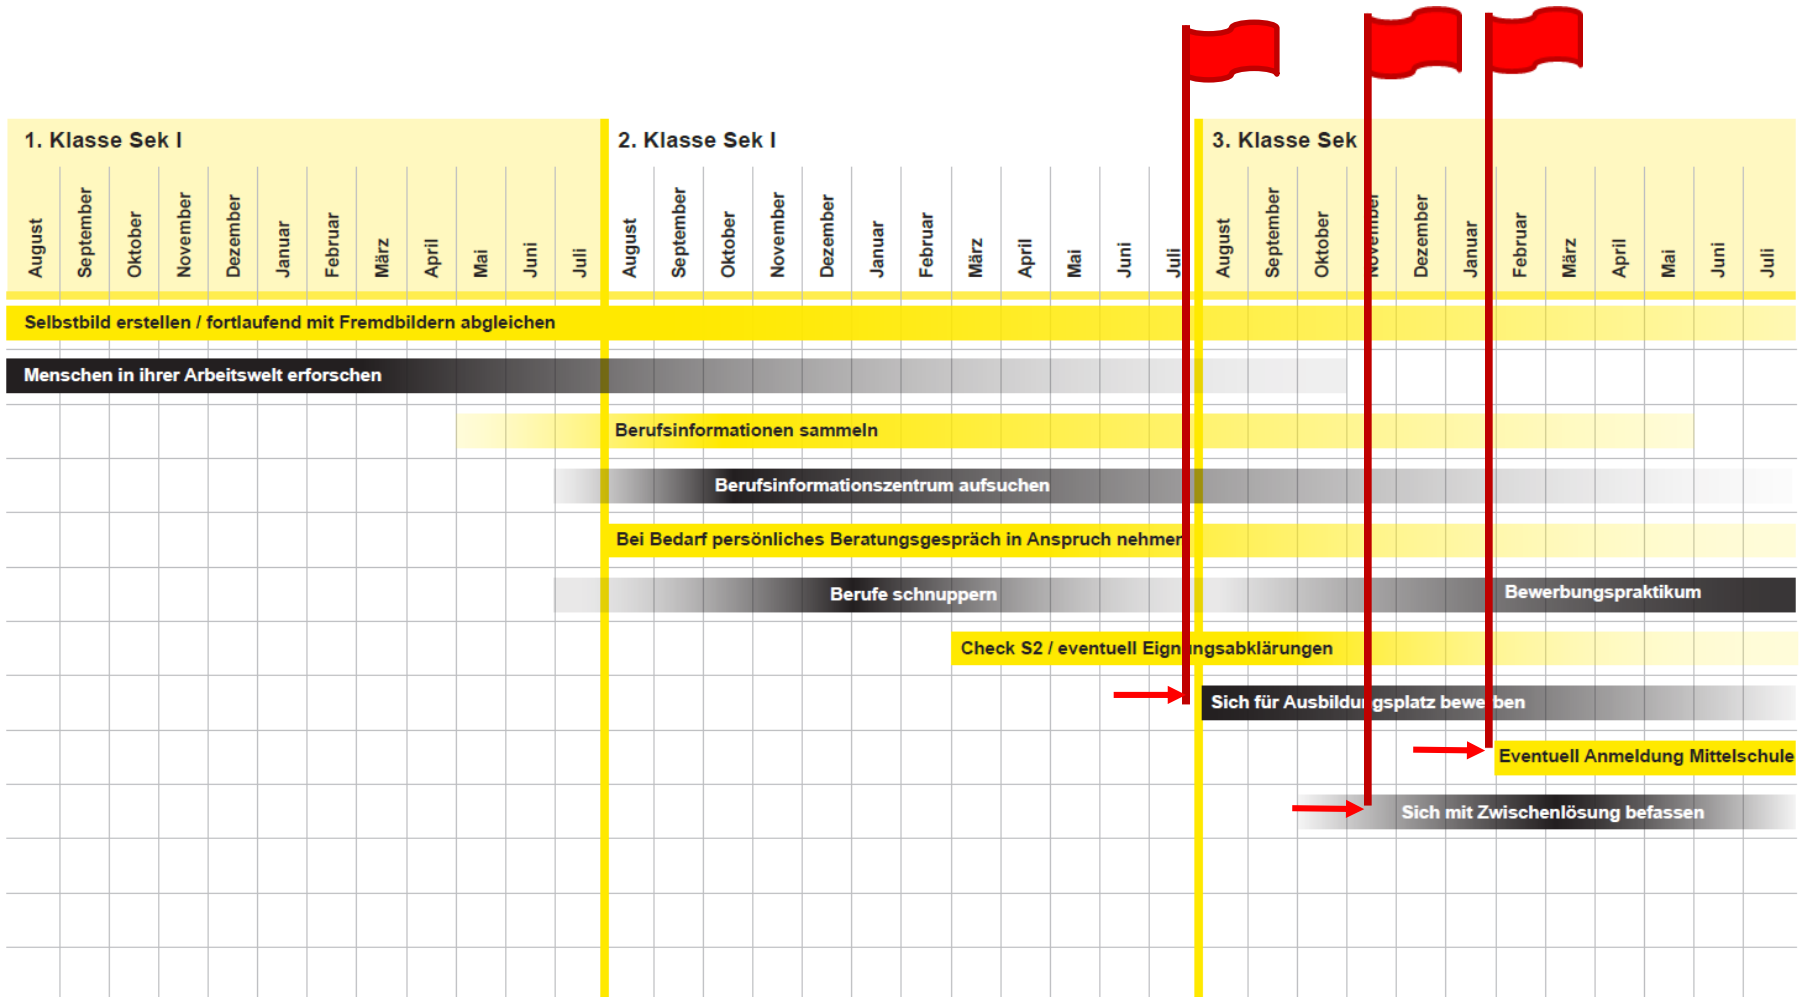 1. Klasse Sek I
2. Klasse Sek I
3. Klasse Sek
August September Oktober November Dezember Januar Februar März April Mai Juni Juli
August September Oktober November Dezember Januar Februar März April Mai Juni Juli
August September Oktober November Dezember Januar Februar März April Mai Juni Juli
Selbstbild erstellen / fortlaufend mit Fremdbildern abgleichen
Menschen in ihrer Arbeitswelt erforschen
Berufsinformationen sammeln
Berufsinformationszentrum aufsuchen
Bei Bedarf persönliches Beratungsgespräch in Anspruch nehmen
Berufe schnuppern
Bewerbungspraktikum
Check S2 / eventuell Eignungsabklärungen
Sich für Ausbildungsplatz bewerben
Eventuell Anmeldung Mittelschule
Sich mit Zwischenlösung befassen